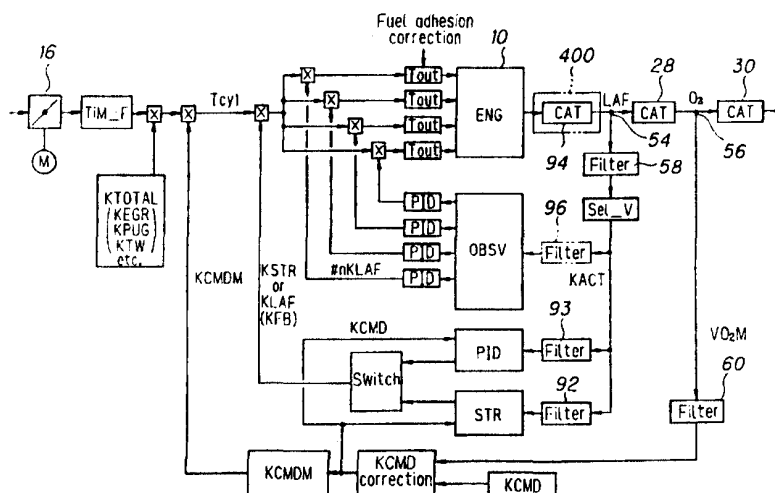 Fuel adhesion
correction
10
16
400
28
30
TiM_F
Tcyl
Tout
Tout
Tout
Tout
ENG
CAT
LAF
CAT
O₂
CAT
M
94
54
56
Filter
58
Sel_V
KTOTAL
(KEGR
KPUG
KTW
etc.)
PID
PID
PID
PID
OBSV
96
Filter
KACT
#nKLAF
KCMDM
KSTR
or
KLAF
(KFB)
KCMD
PID
93
Filter
VO₂M
60
Switch
STR
92
Filter
Filter
KCMDM
KCMD
correction
KCMD